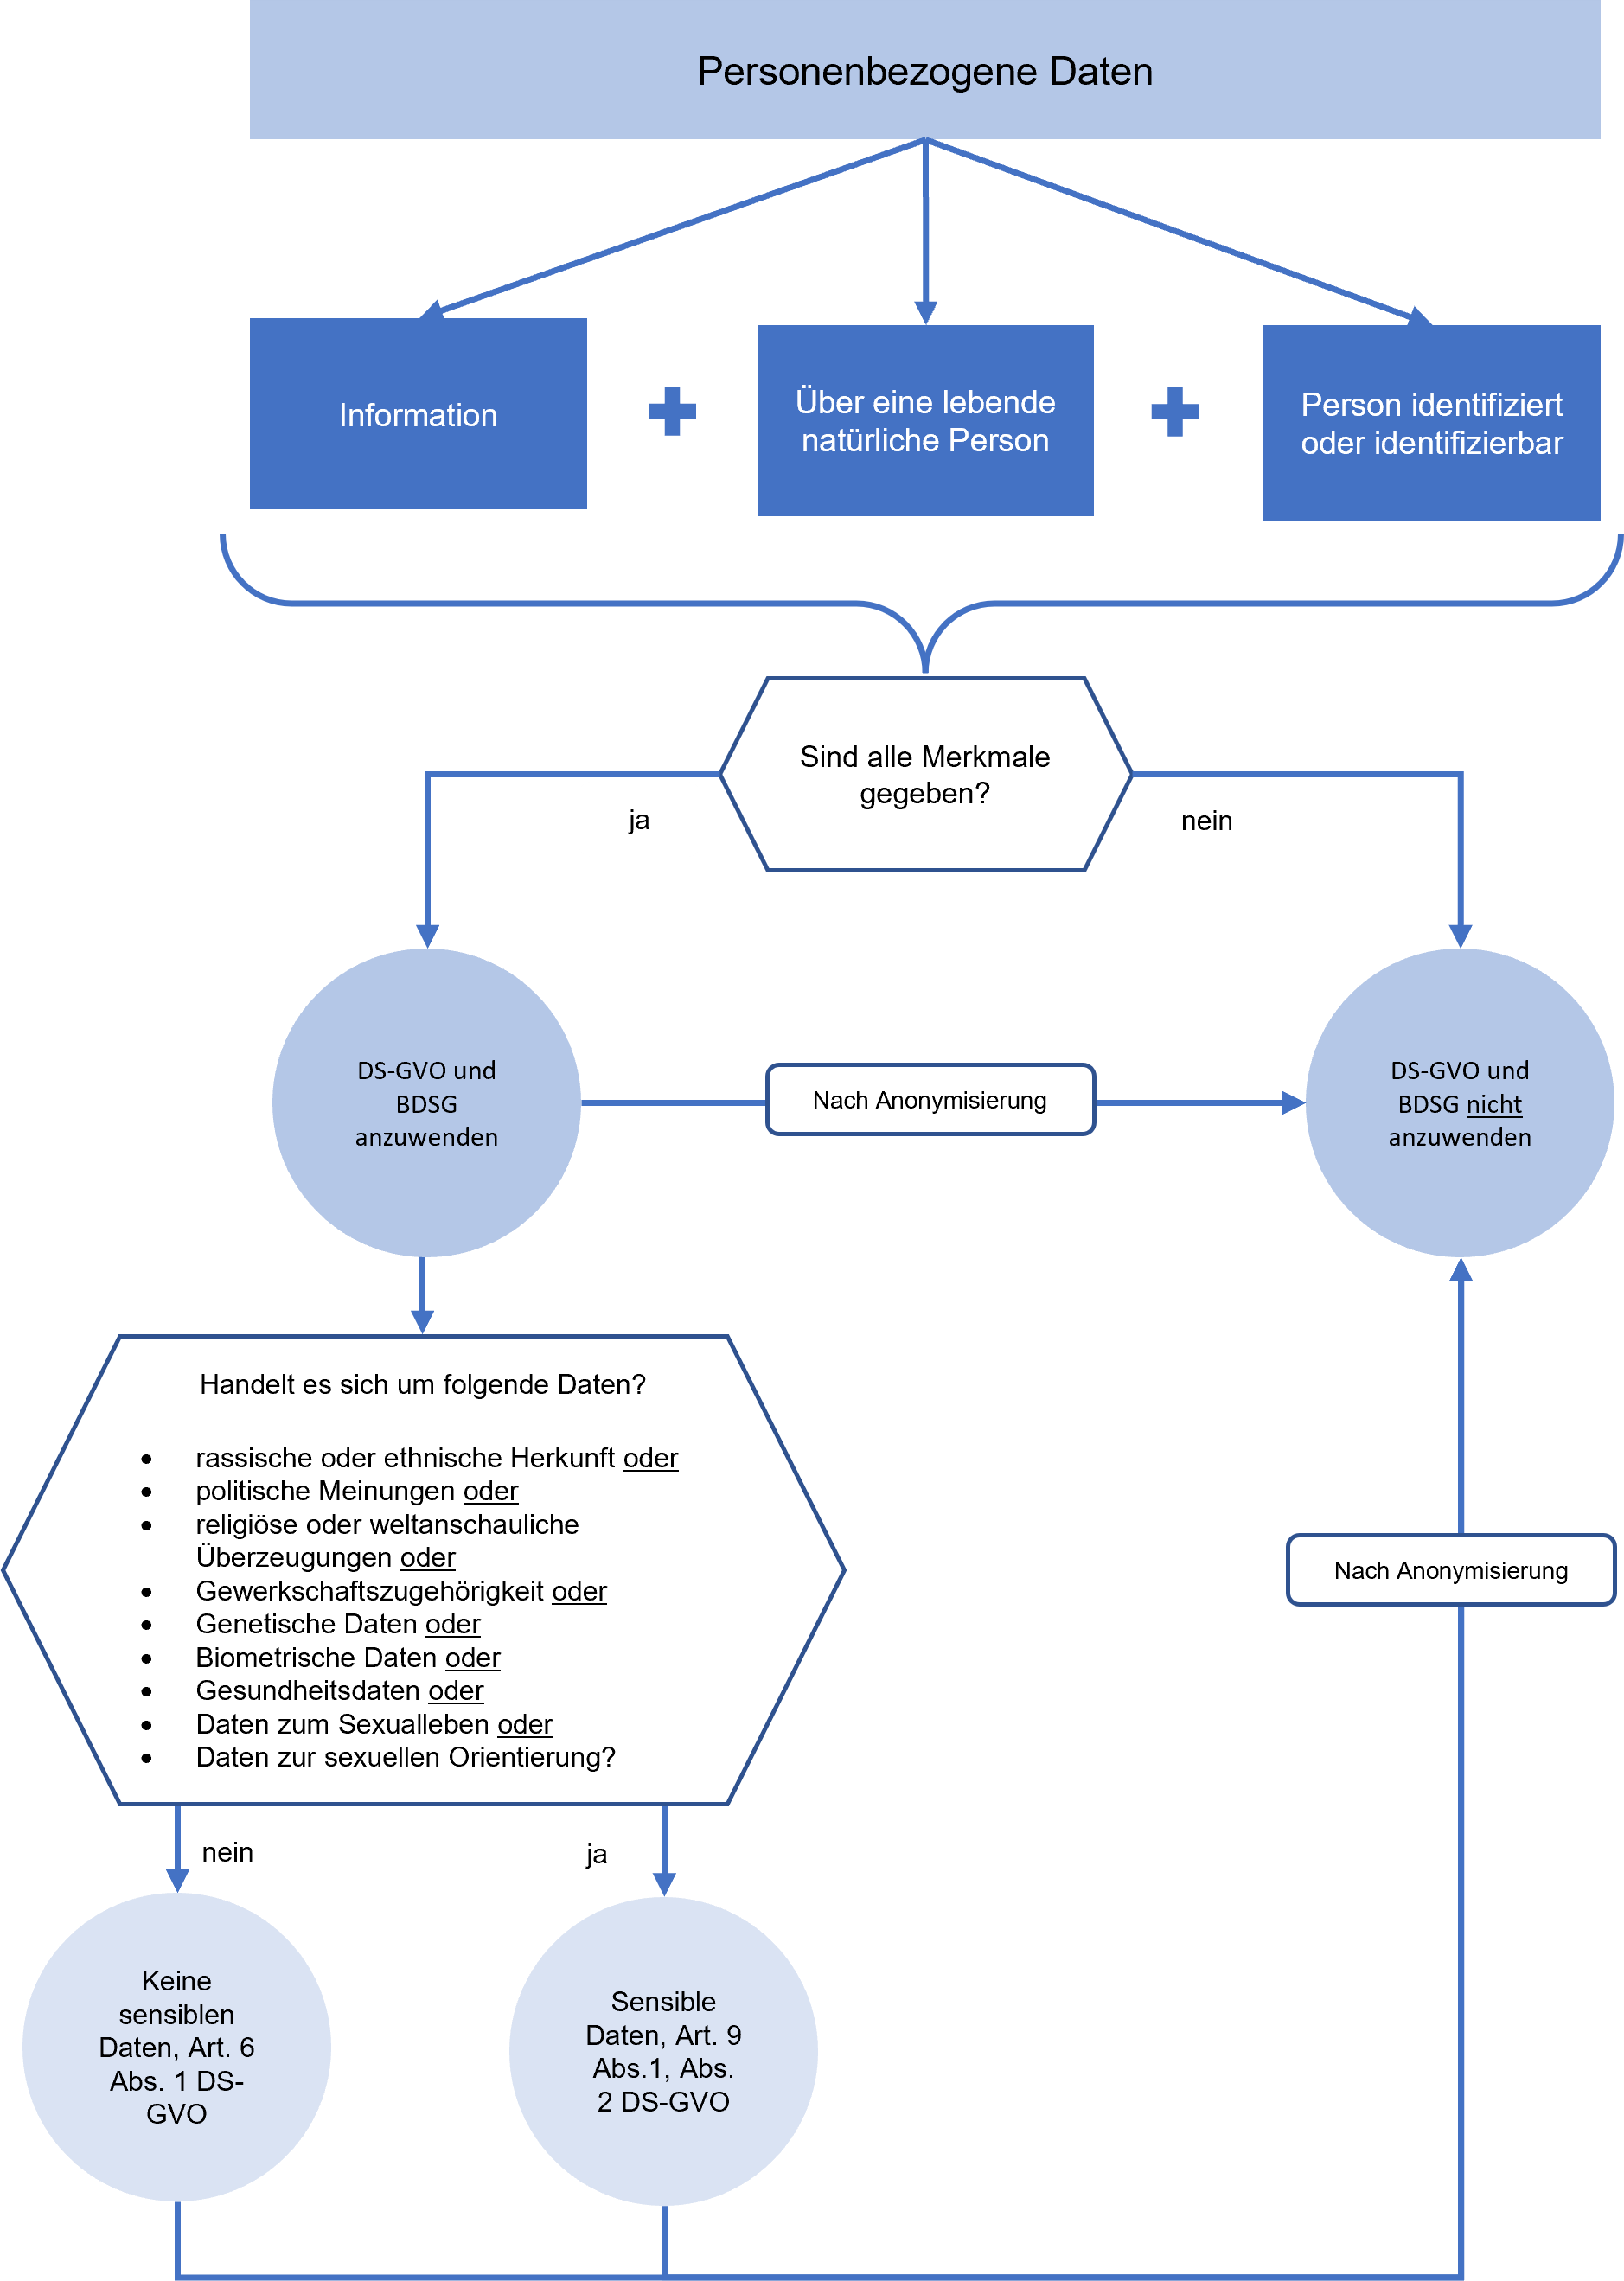 Personenbezogene Daten
Information
Über eine lebende
natürliche Person
Person identifiziert
oder identifizierbar
Sind alle Merkmale
gegeben?
ja
nein
DS-GVO und
BDSG
anzuwenden
Nach Anonymisierung
DS-GVO und
BDSG nicht
anzuwenden
Handelt es sich um folgende Daten?
• rassische oder ethnische Herkunft oder
• politische Meinungen oder
• religiöse oder weltanschauliche
Überzeugungen oder
• Gewerkschaftszugehörigkeit oder
• Genetische Daten oder
• Biometrische Daten oder
• Gesundheitsdaten oder
• Daten zum Sexualleben oder
• Daten zur sexuellen Orientierung?
Nach Anonymisierung
nein
ja
Keine
sensiblen
Daten, Art. 6
Abs. 1 DS-
GVO
Sensible
Daten, Art. 9
Abs.1, Abs.
2 DS-GVO